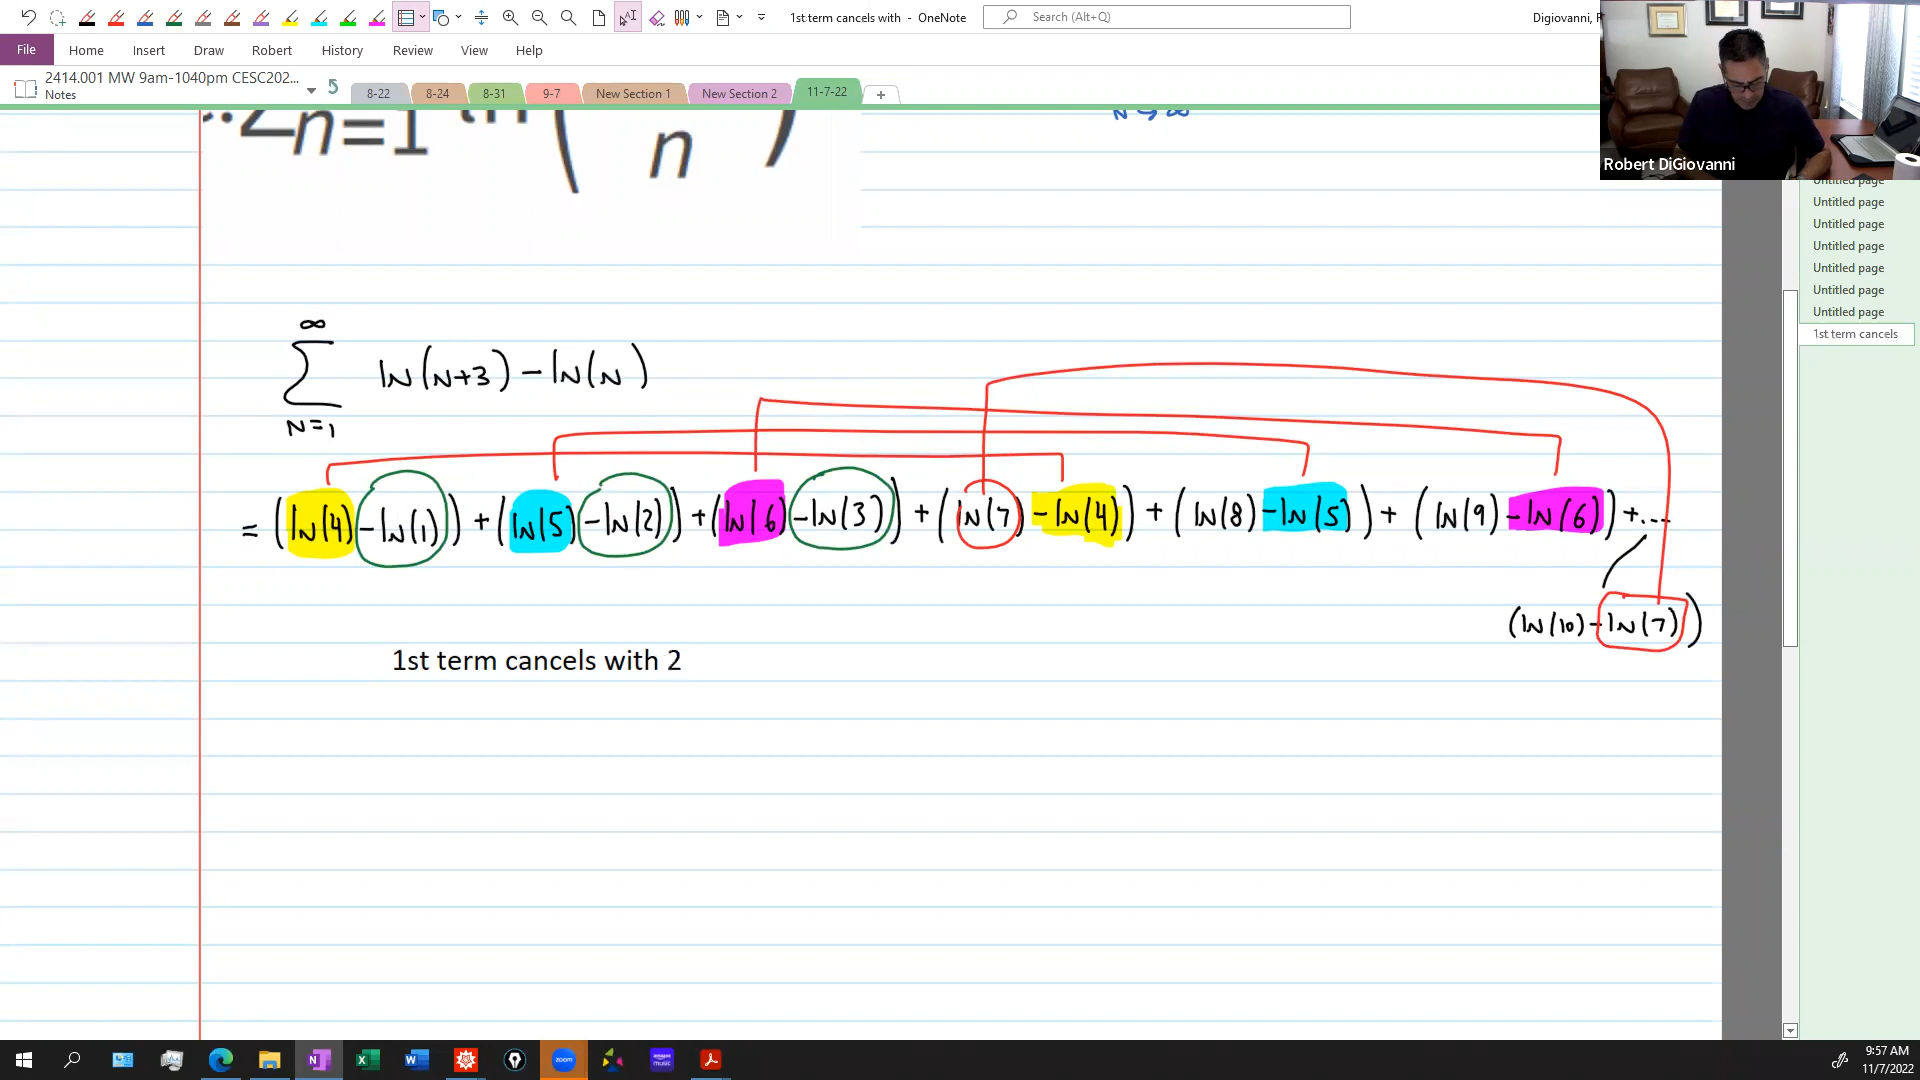 1st term cancels with - OneNote
Search (Alt+Q)
File Home Insert Draw Robert History Review View Help
2414.001 MW 9am-1040pm CESC202...
Notes
8-22 8-24 8-31 9-7 New Section 1 New Section 2 11-7-22
Robert DiGiovanni
n=1
n
N→∞
Untitled page
Untitled page
Untitled page
Untitled page
Untitled page
Untitled page
Untitled page
1st term cancels
∞
∑ ln(N+3) - ln(N)
N=1
= (ln(4) - ln(1)) + (ln(5) - ln(2)) + (ln(6) - ln(3)) + (ln(7) - ln(4)) + (ln(8) - ln(5)) + (ln(9) - ln(6)) + ...
(ln(10) - ln(7))
1st term cancels with 2
zoom
amazon music
9:57 AM
11/7/2022